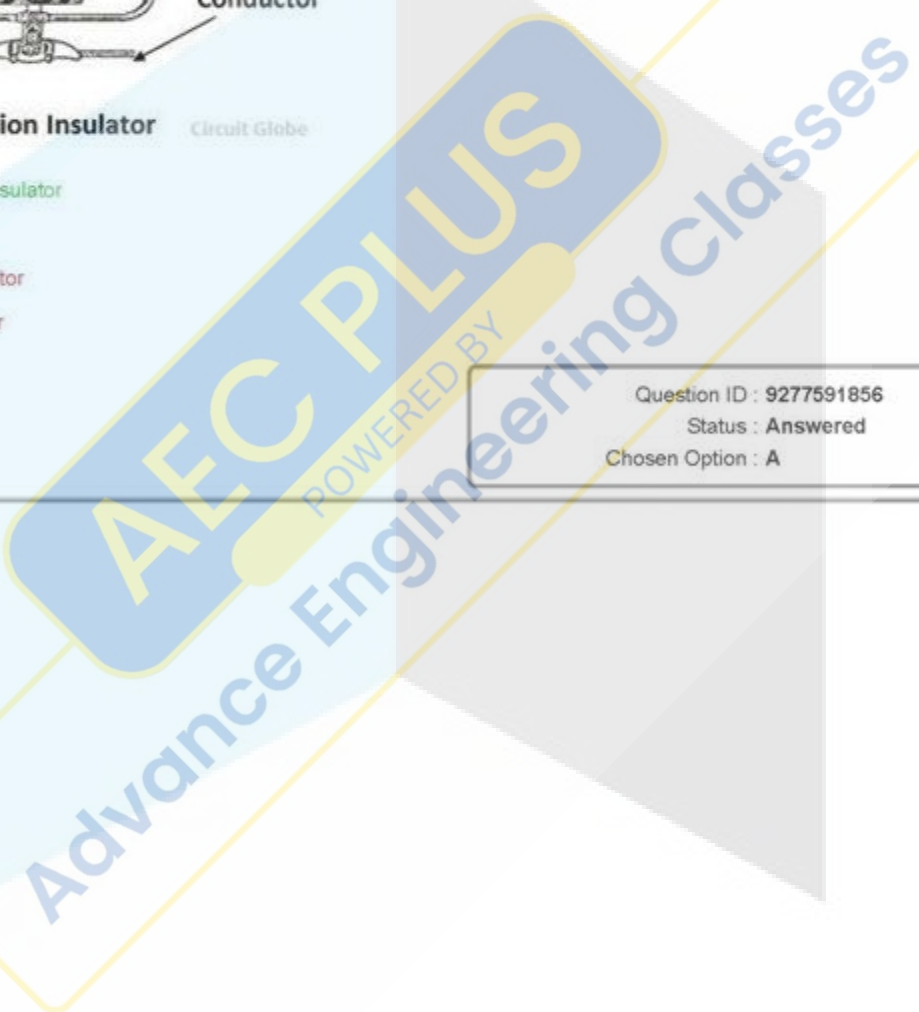 Conductor
ion Insulator Circuit Globe
sulator
tor
r
Question ID : 9277591856
Status : Answered
Chosen Option : A
AEC PLUS
POWERED BY
Advance Engineering Classes